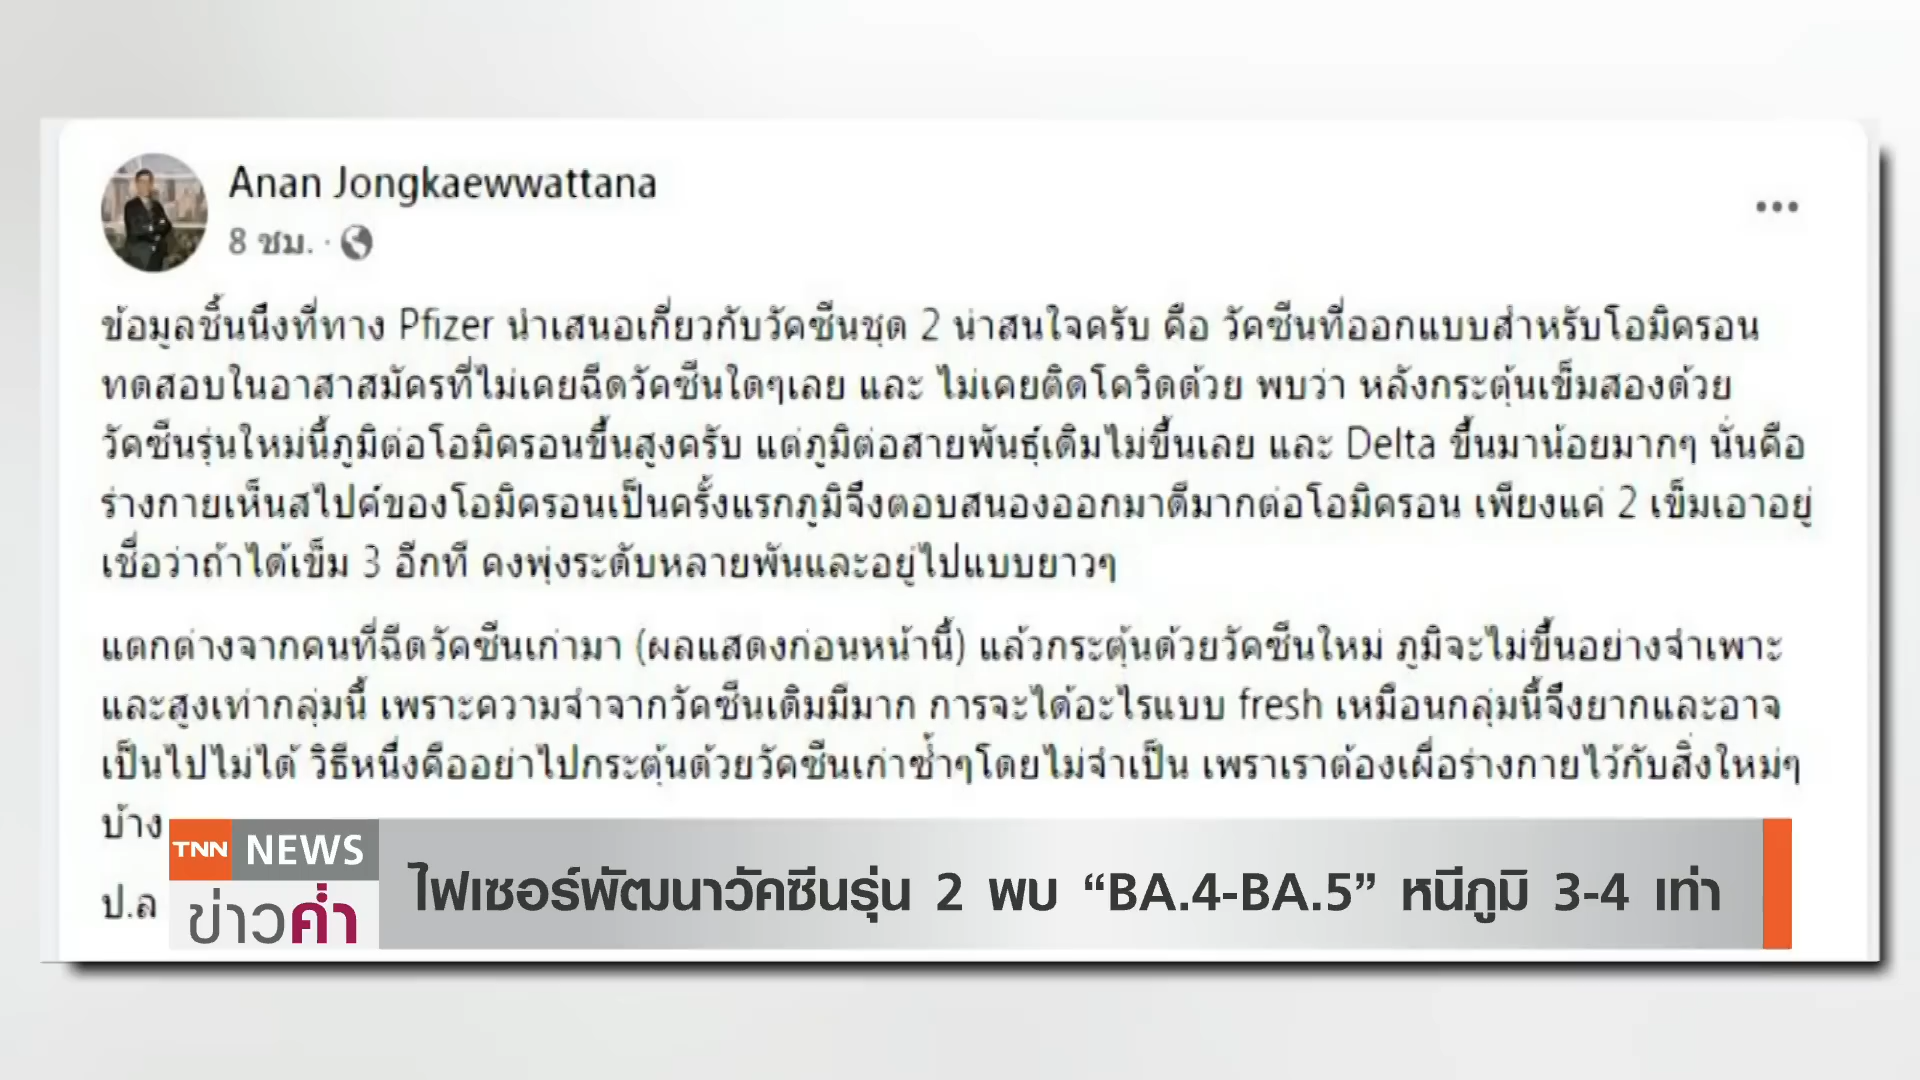 Anan Jongkaewwattana
8 ชม. ·
ข้อมูลชิ้นนึงที่ทาง Pfizer นำเสนอเกี่ยวกับวัคซีนชุด 2 น่าสนใจครับ คือ วัคซีนที่ออกแบบสำหรับโอมิครอน
ทดสอบในอาสาสมัครที่ไม่เคยฉีดวัคซีนใดๆเลย และ ไม่เคยติดโควิดด้วย พบว่า หลังกระตุ้นเข็มสองด้วย
วัคซีนรุ่นใหม่นี้ภูมิต่อโอมิครอนขึ้นสูงครับ แต่ภูมิต่อสายพันธุ์เดิมไม่ขึ้นเลย และ Delta ขึ้นมาน้อยมากๆ นั่นคือ
ร่างกายเห็นสไปค์ของโอมิครอนเป็นครั้งแรกภูมิจึงตอบสนองออกมาดีมากต่อโอมิครอน เพียงแค่ 2 เข็มเอาอยู่
เชื่อว่าถ้าได้เข็ม 3 อีกที คงพุ่งระดับหลายพันและอยู่ไปแบบยาวๆ
แตกต่างจากคนที่ฉีดวัคซีนเก่ามา (ผลแสดงก่อนหน้านี้) แล้วกระตุ้นด้วยวัคซีนใหม่ ภูมิจะไม่ขึ้นอย่างจำเพาะ
และสูงเท่ากลุ่มนี้ เพราะความจำจากวัคซีนเดิมมีมาก การจะได้อะไรแบบ fresh เหมือนกลุ่มนี้จึงยากและอาจ
เป็นไปไม่ได้ วิธีหนึ่งคืออย่าไปกระตุ้นด้วยวัคซีนเก่าซ้ำๆโดยไม่จำเป็น เพราเราต้องเผื่อร่างกายไว้กับสิ่งใหม่ๆ
บ้าง
ป.ล
TNN NEWS
ข่าวค่ำ
ไฟเซอร์พัฒนาวัคซีนรุ่น 2 พบ “BA.4-BA.5” หนีภูมิ 3-4 เท่า